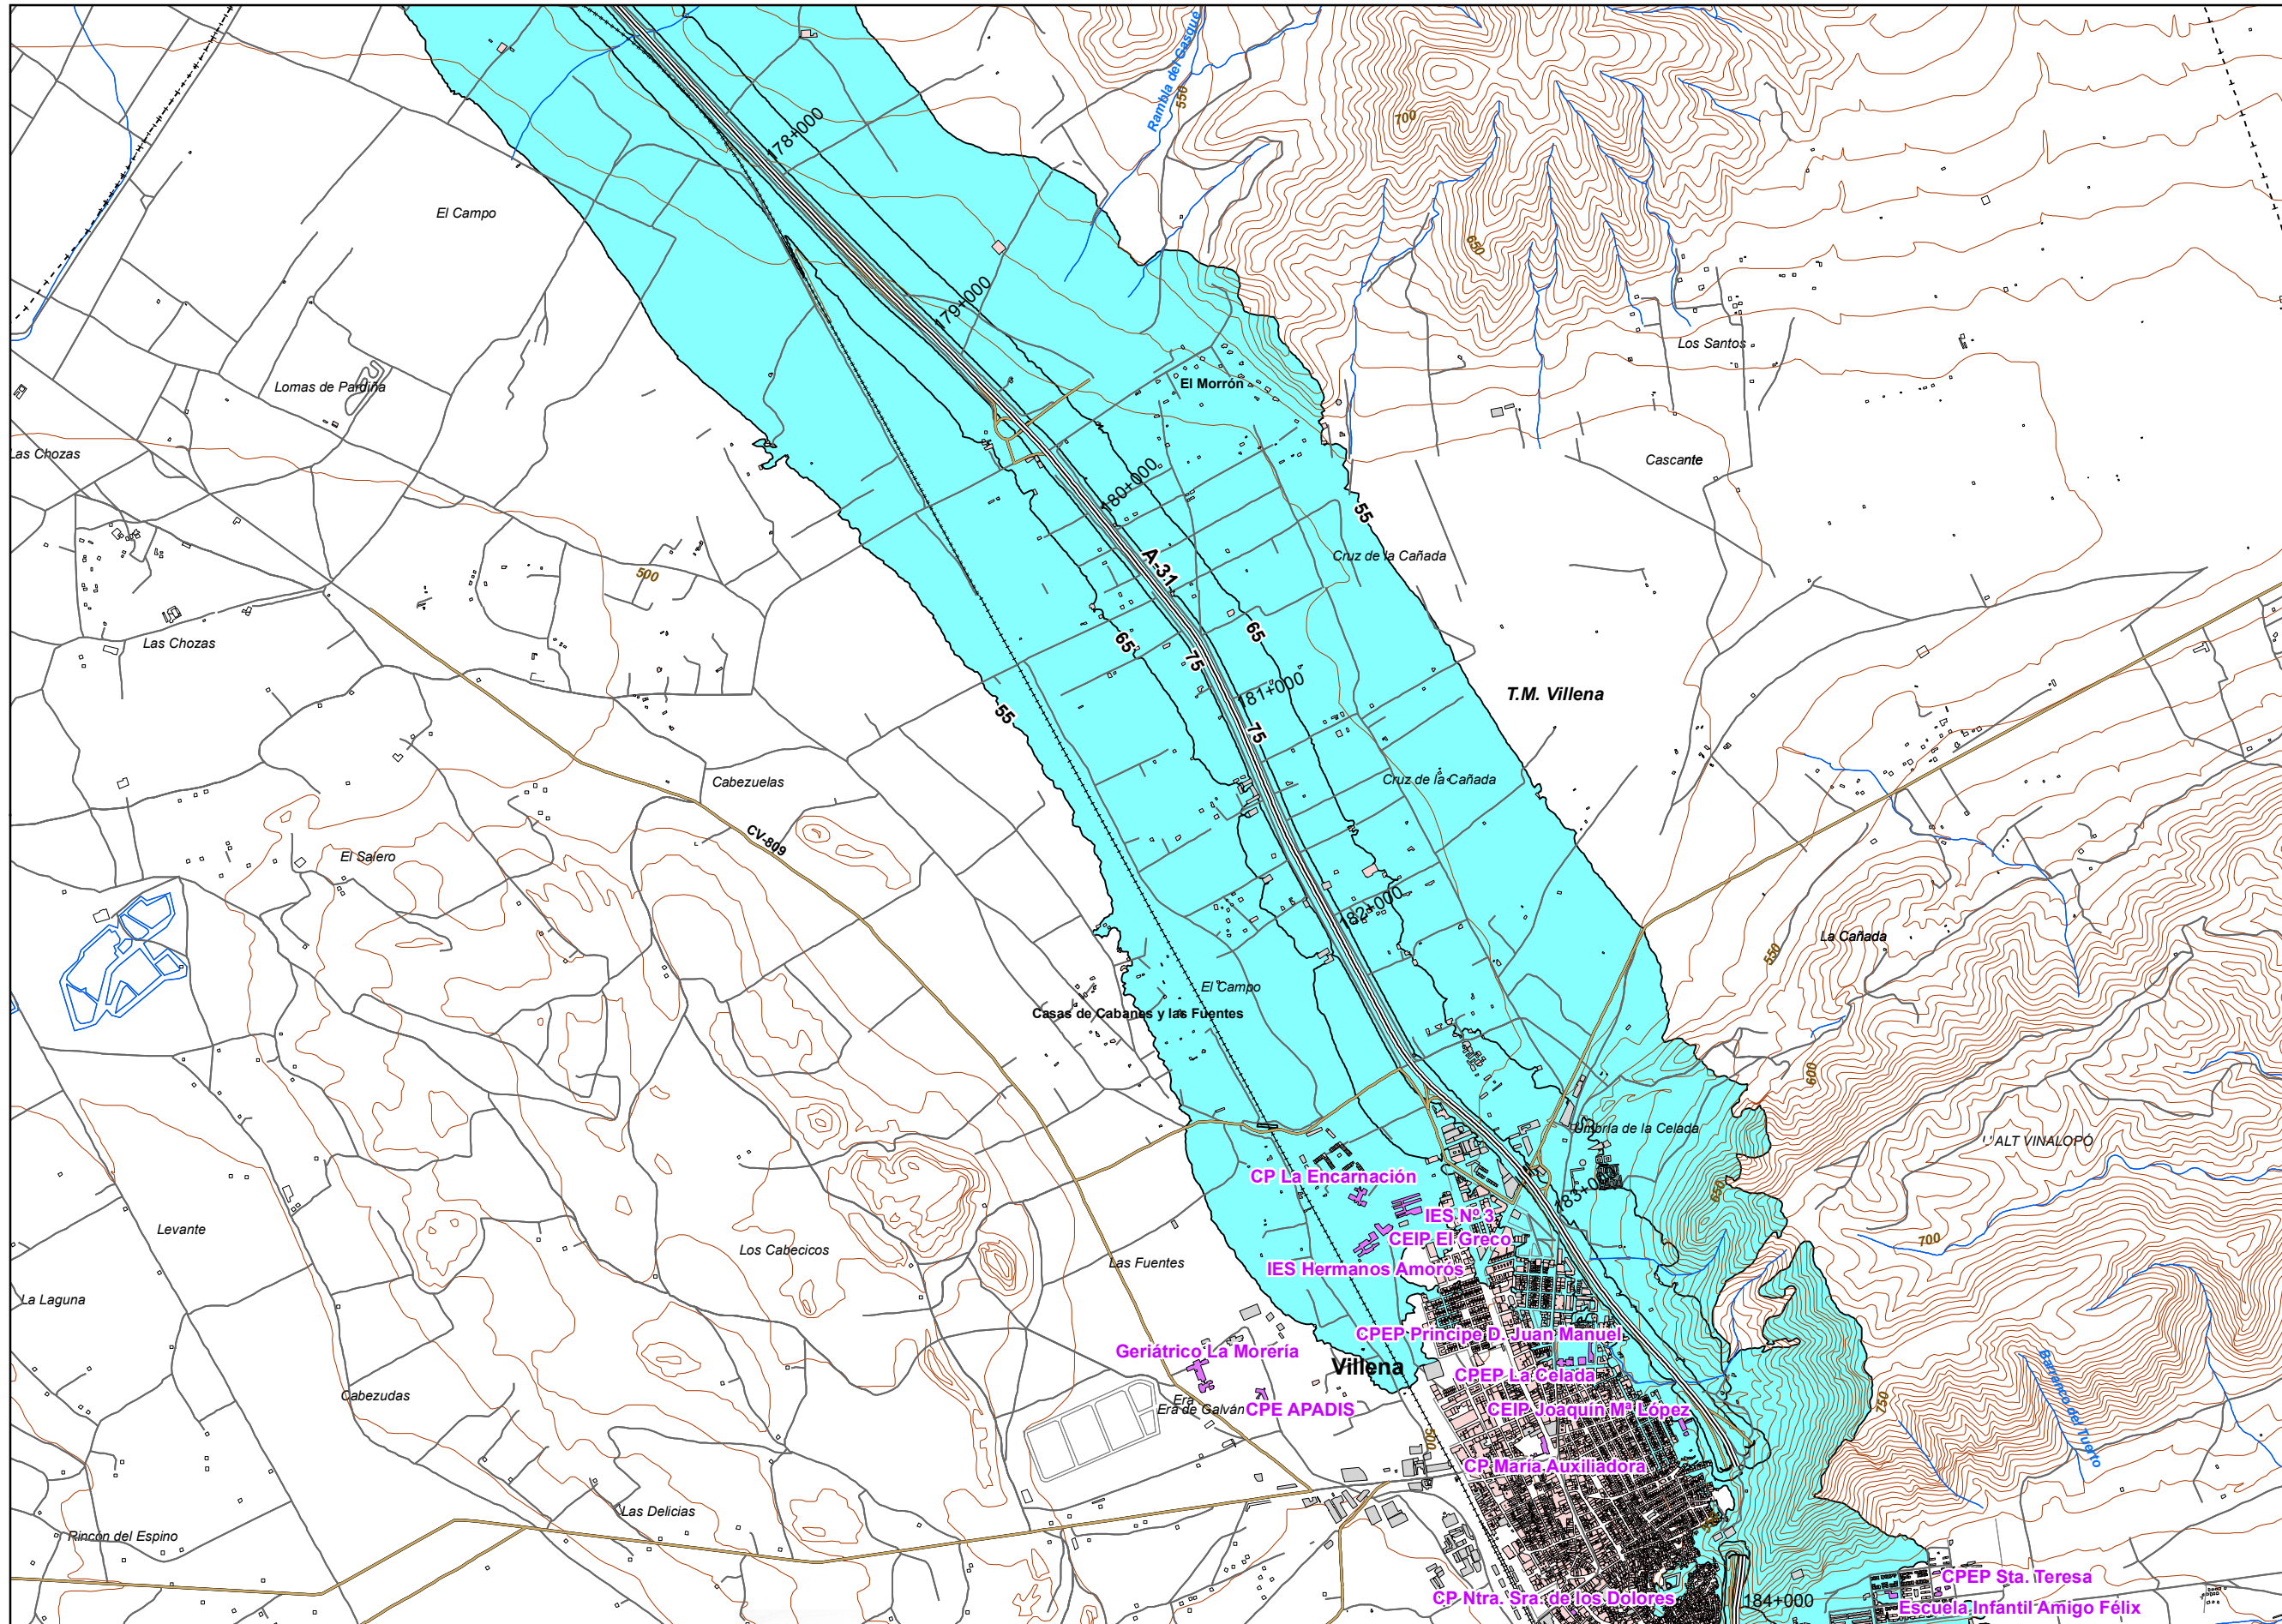 Rambla del Gasque
550
700
178+000
El Campo
650
179+000
Los Santos
Lomas de Pardiña
El Morrón
Las Chozas
Cascante
180+000
55
Cruz de la Cañada
A-31
500
65
65
Las Chozas
75
181+000
T.M. Villena
55
75
Cabezuelas
Cruz de la Cañada
CV-809
El Salero
182+000
La Cañada
550
El Campo
Casas de Cabanes y las Fuentes
600
Umbría de la Celada
L'ALT VINALOPÓ
CP La Encarnación
650
183+000
IES Nº 3
Levante
CEIP El Greco
700
Los Cabecicos
Las Fuentes
IES Hermanos Amorós
La Laguna
CPEP Principe D. Juan Manuel
Geriátrico La Morería
Villena
CPEP La Celada
Cabezudas
Era
Era de Galván
CPE APADIS
CEIP Joaquín Mª López
750
Barranco del Tuerto
500
CP María Auxiliadora
Las Delicias
Rincón del Espino
CPEP Sta. Teresa
CP Ntra. Sra. de los Dolores
184+000
Escuela Infantil Amigo Félix